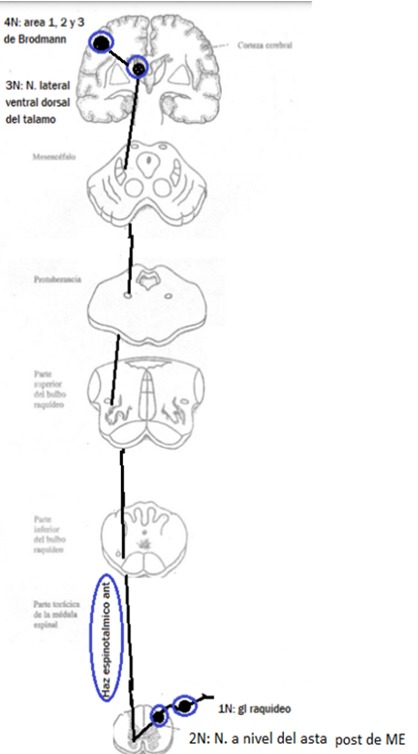 4N: area 1, 2 y 3
de Brodmann
Corteza cerebral
3N: N. lateral
ventral dorsal
del talamo
Mesencéfalo
Protuberancia
Parte
superior
del bulbo
raquídeo
Parte
inferior
del bulbo
raquídeo
Parte torácica
de la médula
espinal
Haz espinotalmico ant
1N: gl raquideo
2N: N. a nivel del asta post de ME